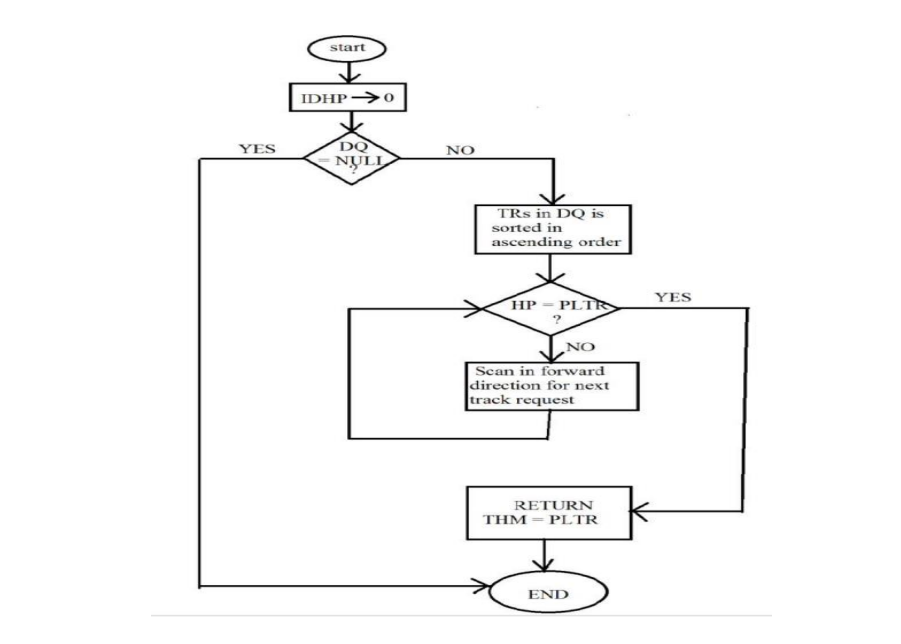 start
IDHP → 0
DQ
= NULL
?
YES
NO
TRs in DQ is
sorted in
ascending order
HP = PLTR
?
YES
NO
Scan in forward
direction for next
track request
RETURN
THM = PLTR
END